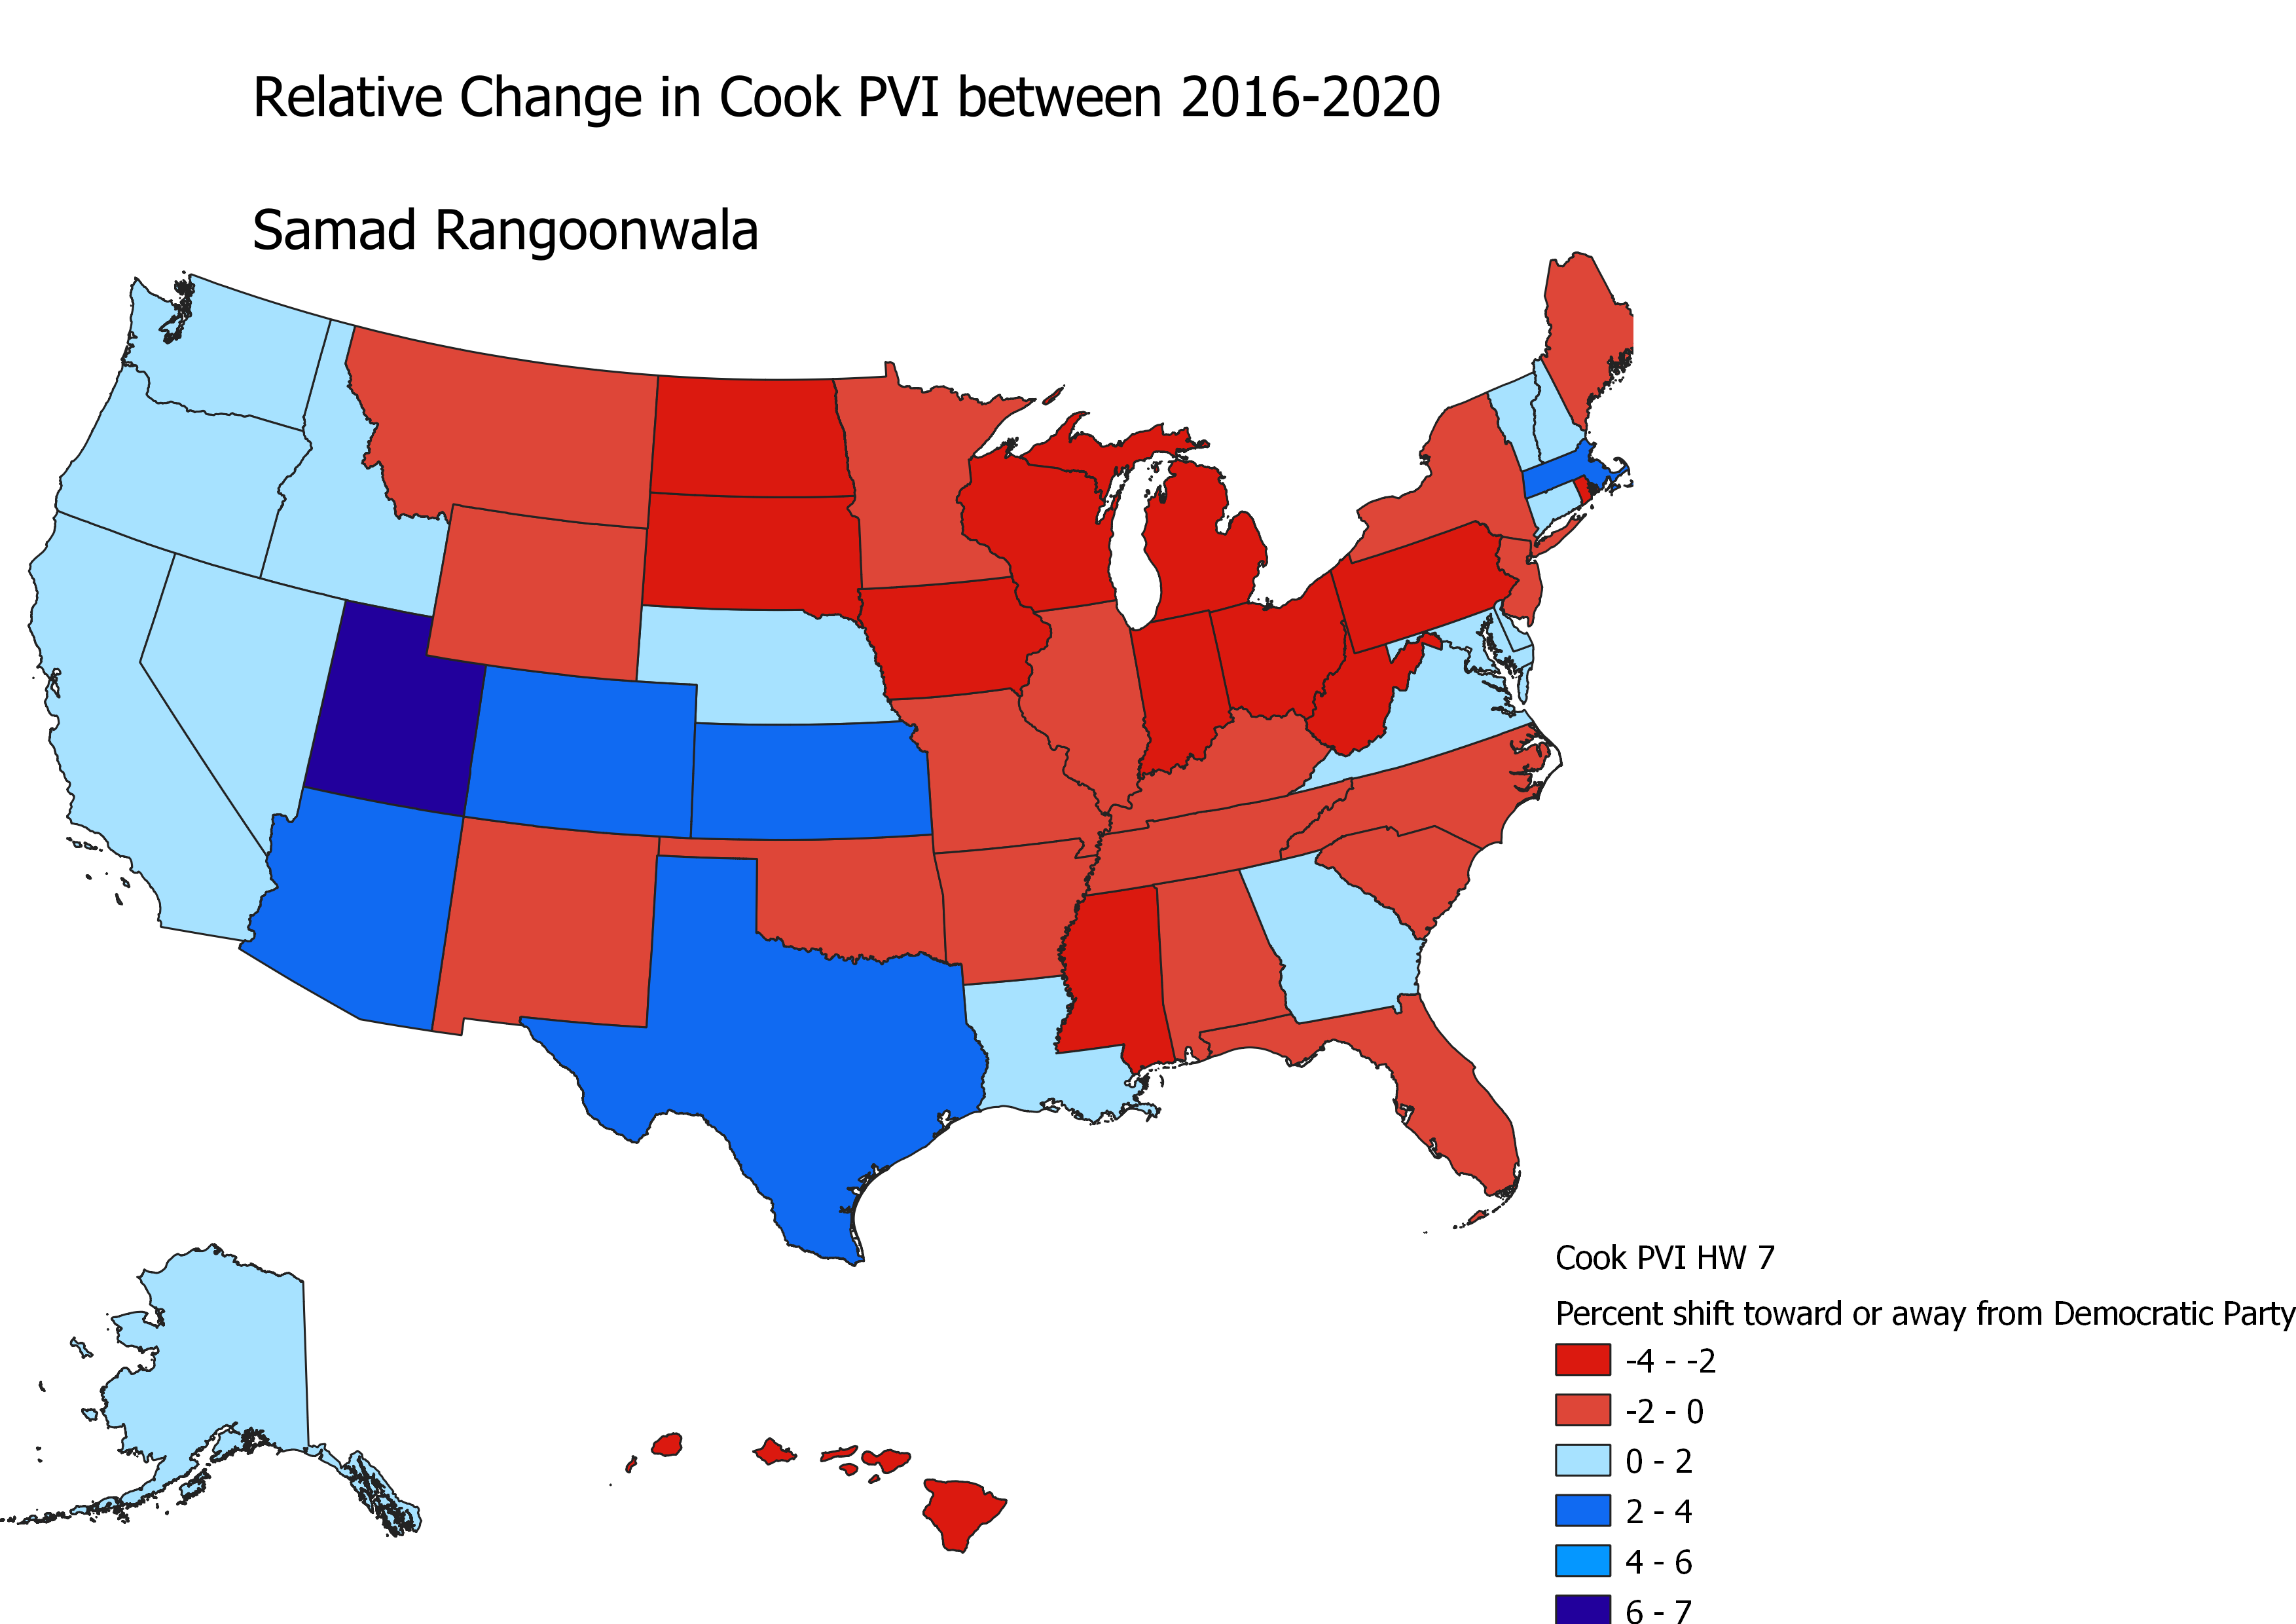 Relative Change in Cook PVI between 2016-2020
Samad Rangoonwala
Cook PVI HW 7
Percent shift toward or away from Democratic Party
-4 - -2
-2 - 0
0 - 2
2 - 4
4 - 6
6 - 7